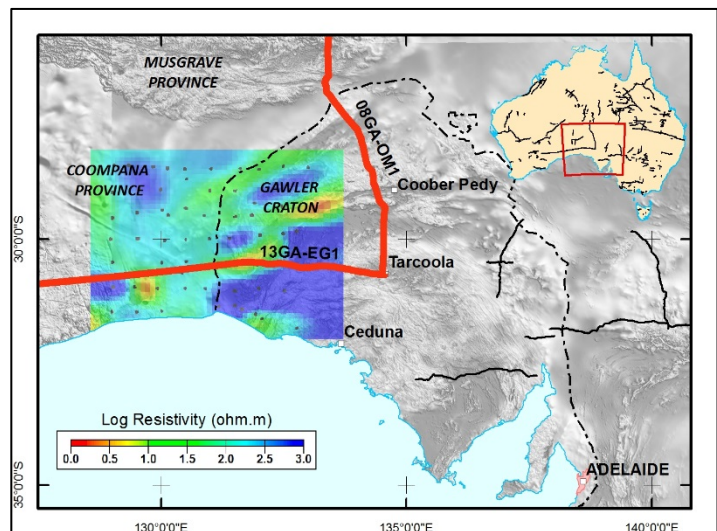 MUSGRAVE
PROVINCE
08GA-OM1
COOMPANA
PROVINCE
GAWLER
CRATON
Coober Pedy
30°0'0"S
13GA-EG1
Tarcoola
Ceduna
Log Resistivity (ohm.m)
0.0 0.5 1.0 1.5 2.0 2.5 3.0
ADELAIDE
35°0'0"S
130°0'0"E 135°0'0"E 140°0'0"E